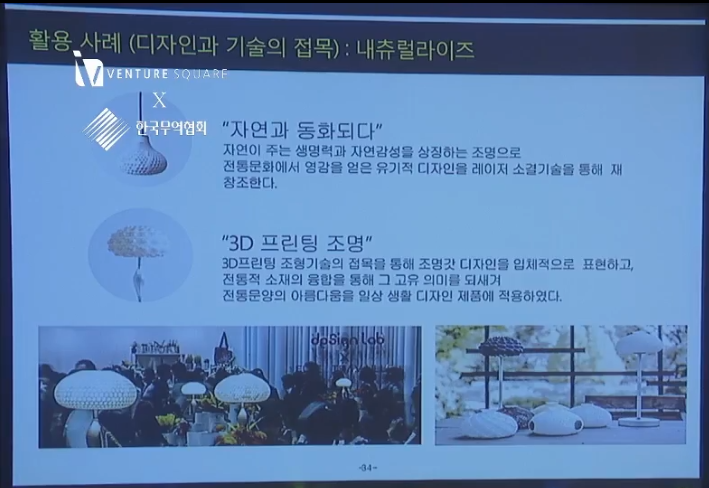 활용 사례 (디자인과 기술의 접목) : 내츄럴라이즈
VENTURE SQUARE
X
한국무역협회
“자연과 동화되다”
자연이 주는 생명력과 자연감성을 상징하는 조명으로
전통문화에서 영감을 얻은 유기적 디자인을 레이저 소결기술을 통해 재
창조한다.
“3D 프린팅 조명”
3D프린팅 조형기술의 접목을 통해 조명갓 디자인을 입체적으로 표현하고,
전통적 소재의 융합을 통해 그 고유 의미를 되새겨
전통문양의 아름다움을 일상 생활 디자인 제품에 적용하였다.
deSign lab
-34-